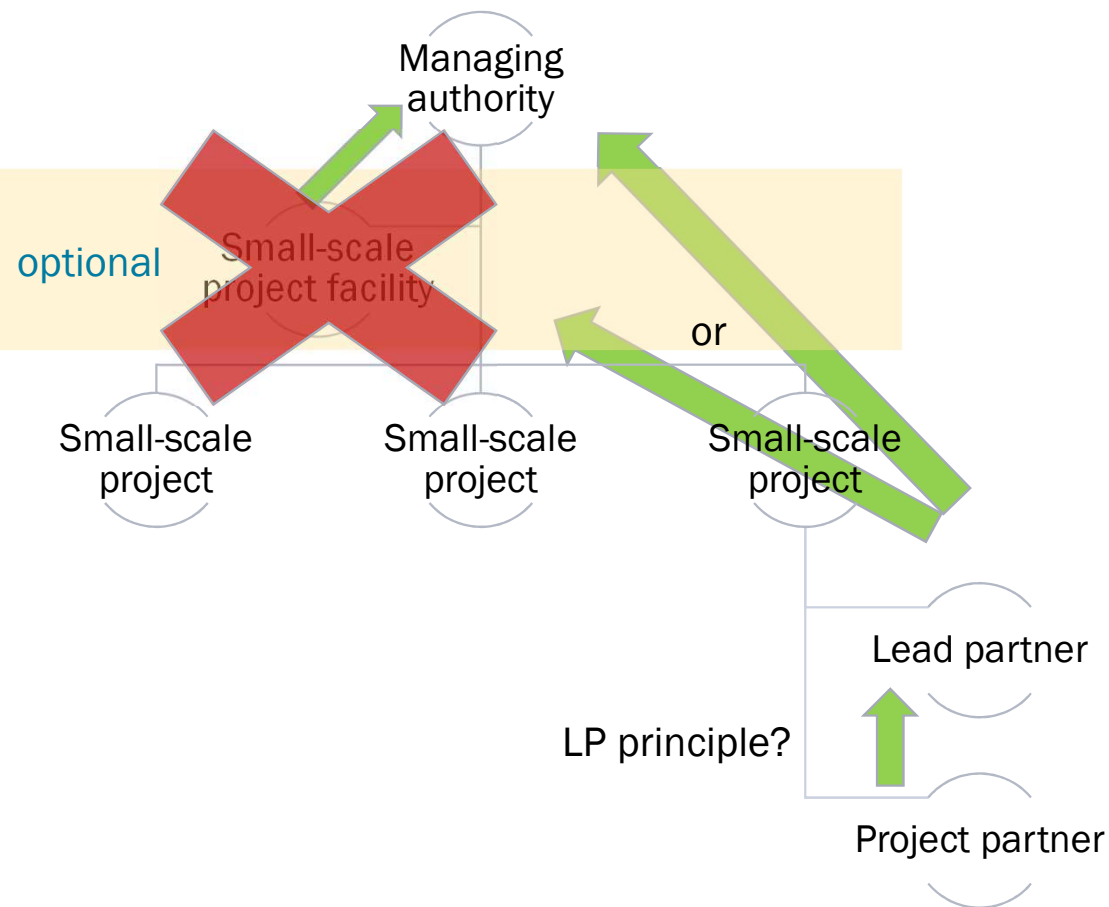 Managing
authority
optional
Small-scale
project facility
or
Small-scale
project
Small-scale
project
Small-scale
project
Lead partner
LP principle?
Project partner